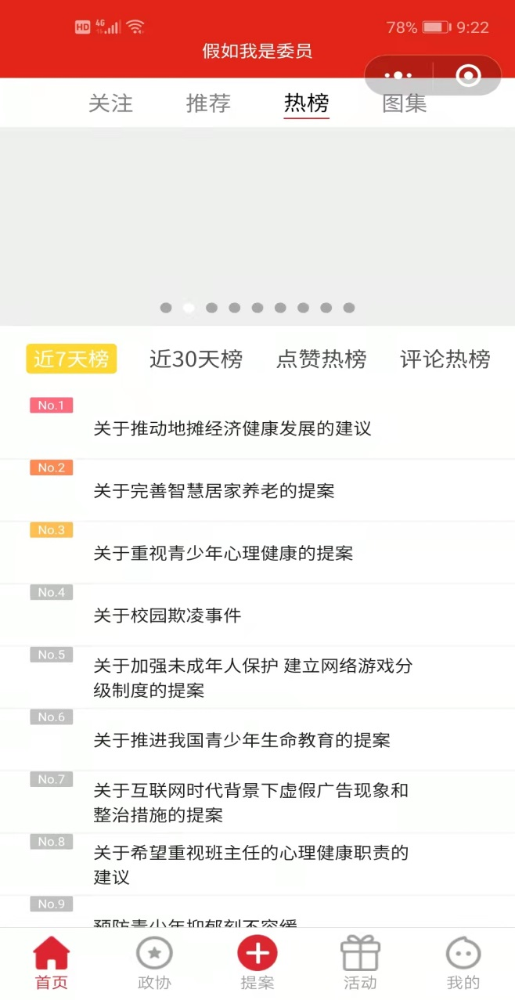 HD 4G 78% 9:22
假如我是委员
关注 推荐 热榜 图集
近7天榜 近30天榜 点赞热榜 评论热榜
No.1
关于推动地摊经济健康发展的建议
No.2
关于完善智慧居家养老的提案
No.3
关于重视青少年心理健康的提案
No.4
关于校园欺凌事件
No.5
关于加强未成年人保护 建立网络游戏分
级制度的提案
No.6
关于推进我国青少年生命教育的提案
No.7
关于互联网时代背景下虚假广告现象和
整治措施的提案
No.8
关于希望重视班主任的心理健康职责的
建议
No.9
预防青少年抑郁刻不容缓
首页 政协 提案 活动 我的